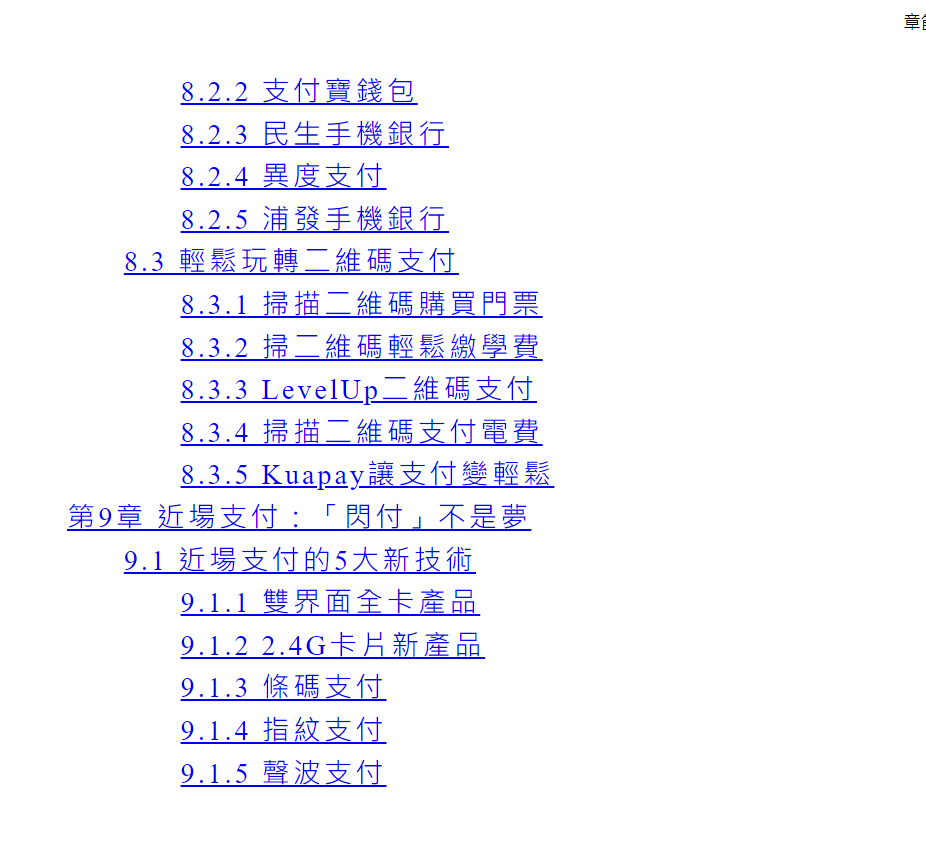 章
8.2.2 支付寶錢包
8.2.3 民生手機銀行
8.2.4 異度支付
8.2.5 浦發手機銀行
8.3 輕鬆玩轉二維碼支付
8.3.1 掃描二維碼購買門票
8.3.2 掃二維碼輕鬆繳學費
8.3.3 LevelUp二維碼支付
8.3.4 掃描二維碼支付電費
8.3.5 Kuapay讓支付變輕鬆
第9章 近場支付：「閃付」不是夢
9.1 近場支付的5大新技術
9.1.1 雙界面全卡產品
9.1.2 2.4G卡片新產品
9.1.3 條碼支付
9.1.4 指紋支付
9.1.5 聲波支付